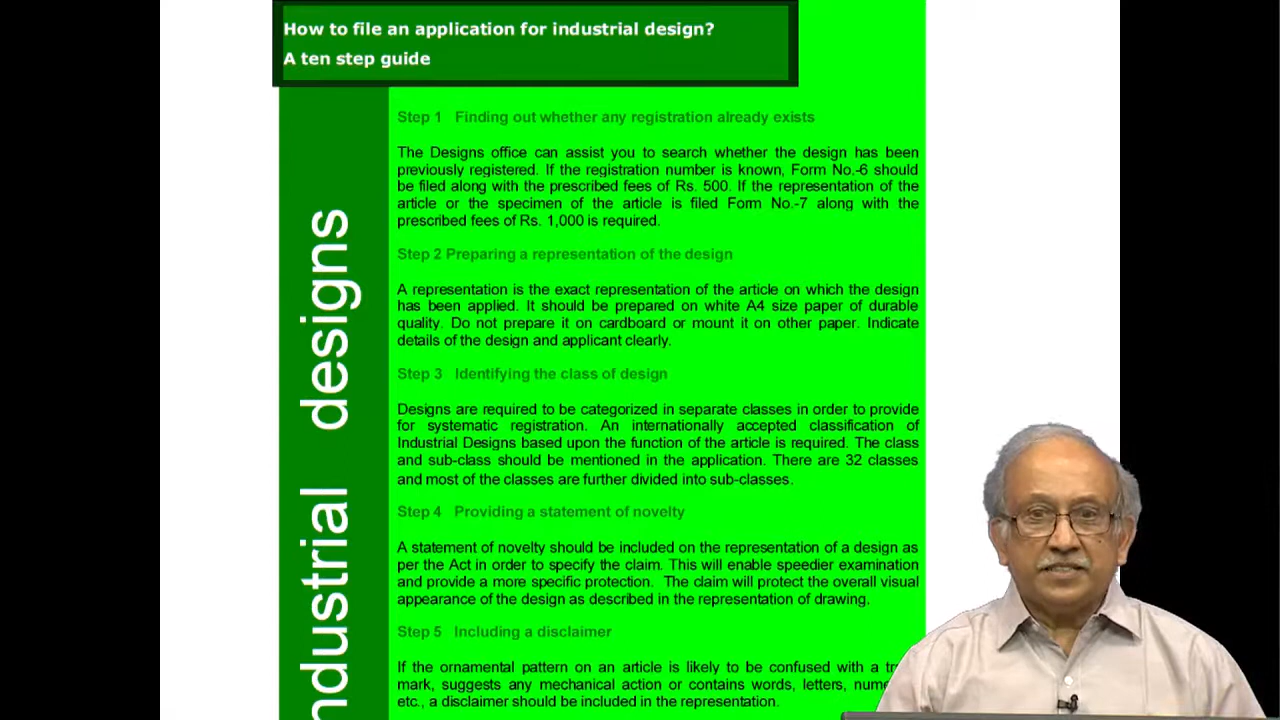 How to file an application for industrial design?
A ten step guide
Step 1 Finding out whether any registration already exists
The Designs office can assist you to search whether the design has been
previously registered. If the registration number is known, Form No.-6 should
be filed along with the prescribed fees of Rs. 500. If the representation of the
article or the specimen of the article is filed Form No.-7 along with the
prescribed fees of Rs. 1,000 is required.
Step 2 Preparing a representation of the design
A representation is the exact representation of the article on which the design
has been applied. It should be prepared on white A4 size paper of durable
quality. Do not prepare it on cardboard or mount it on other paper. Indicate
details of the design and applicant clearly.
Step 3 Identifying the class of design
Designs are required to be categorized in separate classes in order to provide
for systematic registration. An internationally accepted classification of
Industrial Designs based upon the function of the article is required. The class
and sub-class should be mentioned in the application. There are 32 classes
and most of the classes are further divided into sub-classes.
Step 4 Providing a statement of novelty
A statement of novelty should be included on the representation of a design as
per the Act in order to specify the claim. This will enable speedier examination
and provide a more specific protection. The claim will protect the overall visual
appearance of the design as described in the representation of drawing.
Step 5 Including a disclaimer
If the ornamental pattern on an article is likely to be confused with a
mark, suggests any mechanical action or contains words, letters,
etc., a disclaimer should be included in the representation.
ndustrial designs